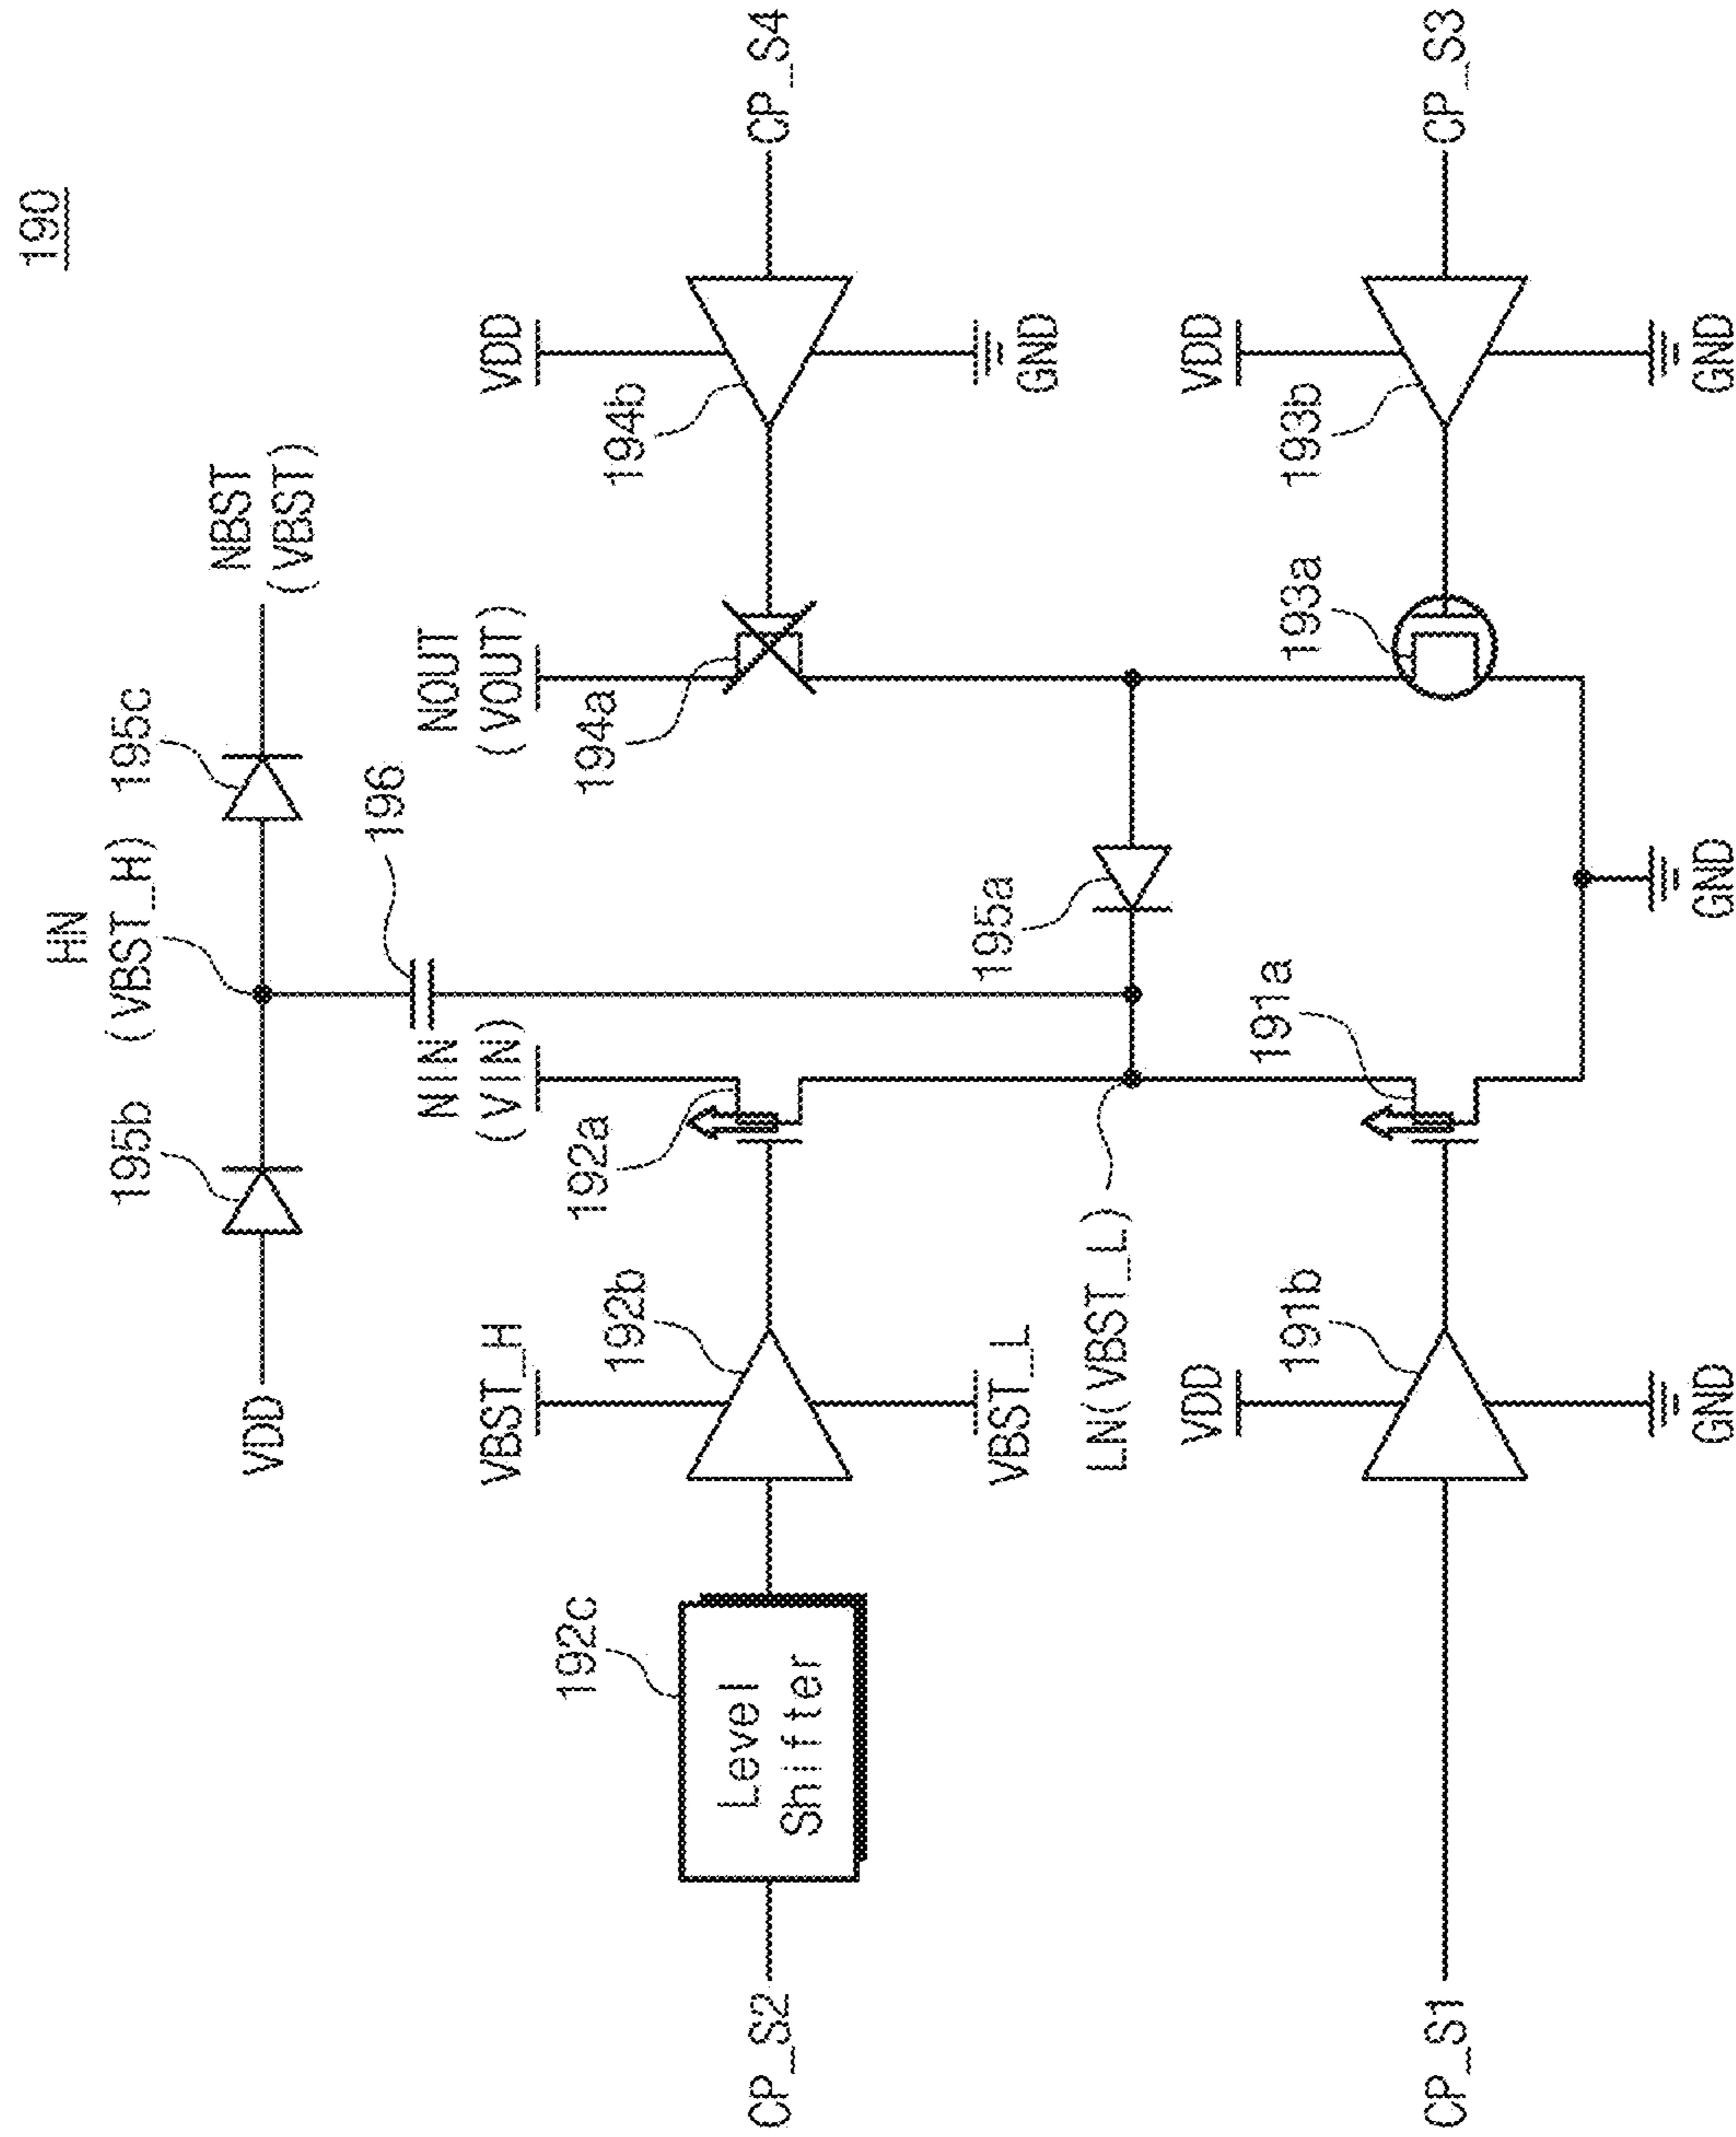 190
HN
(VBST_H)
195b
195c
VDD
NBST
(VBST)
196
NIN
(VIN)
NOUT
(VOUT)
VBST_H
VDD
192c
192b
192a
194a
194b
CP_S2
Level
Shifter
CP_S4
VBST_L
GND
195a
LN(VBST_L)
VDD
VDD
191b
191a
193a
193b
CP_S1
CP_S3
GND
GND
GND